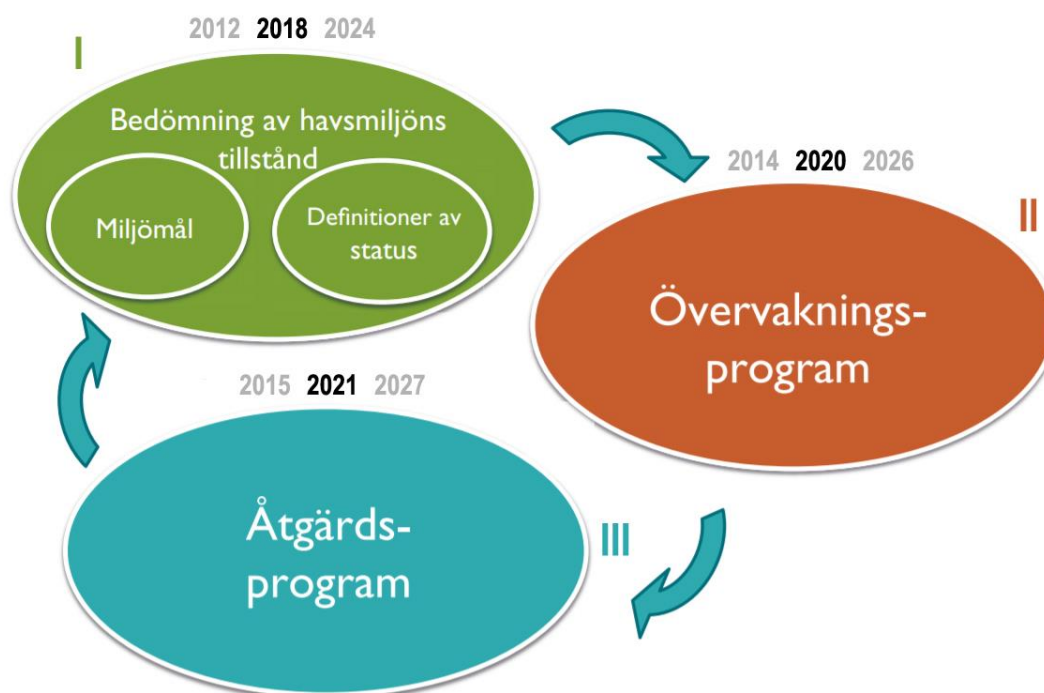 2012 2018 2024
I
Bedömning av havsmiljöns
tillstånd
Miljömål
Definitioner av
status
2014 2020 2026
II
Övervaknings-
program
2015 2021 2027
Åtgärds-
program
III